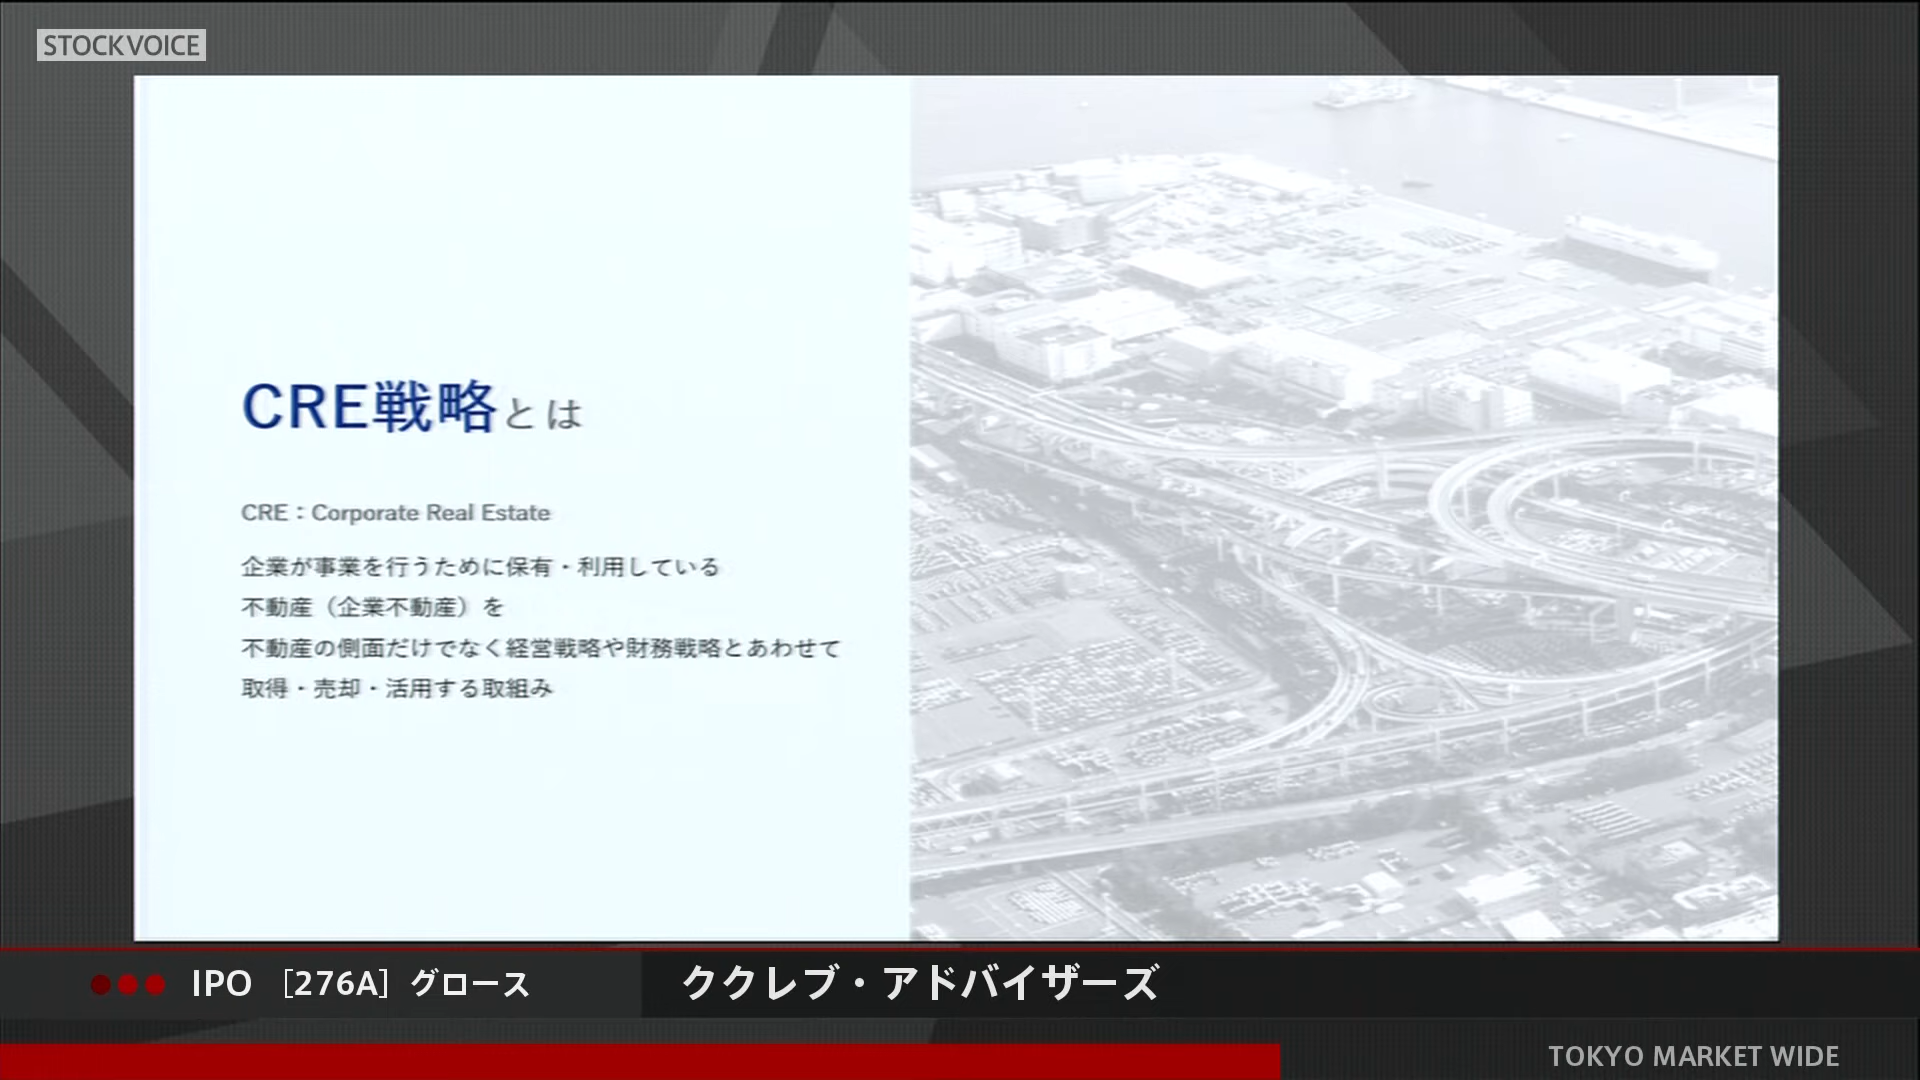 STOCKVOICE
CRE戦略とは
CRE：Corporate Real Estate
企業が事業を行うために保有・利用している
不動産（企業不動産）を
不動産の側面だけでなく経営戦略や財務戦略とあわせて
取得・売却・活用する取組み
IPO［276A］グロース
ククレブ・アドバイザーズ
TOKYO MARKET WIDE